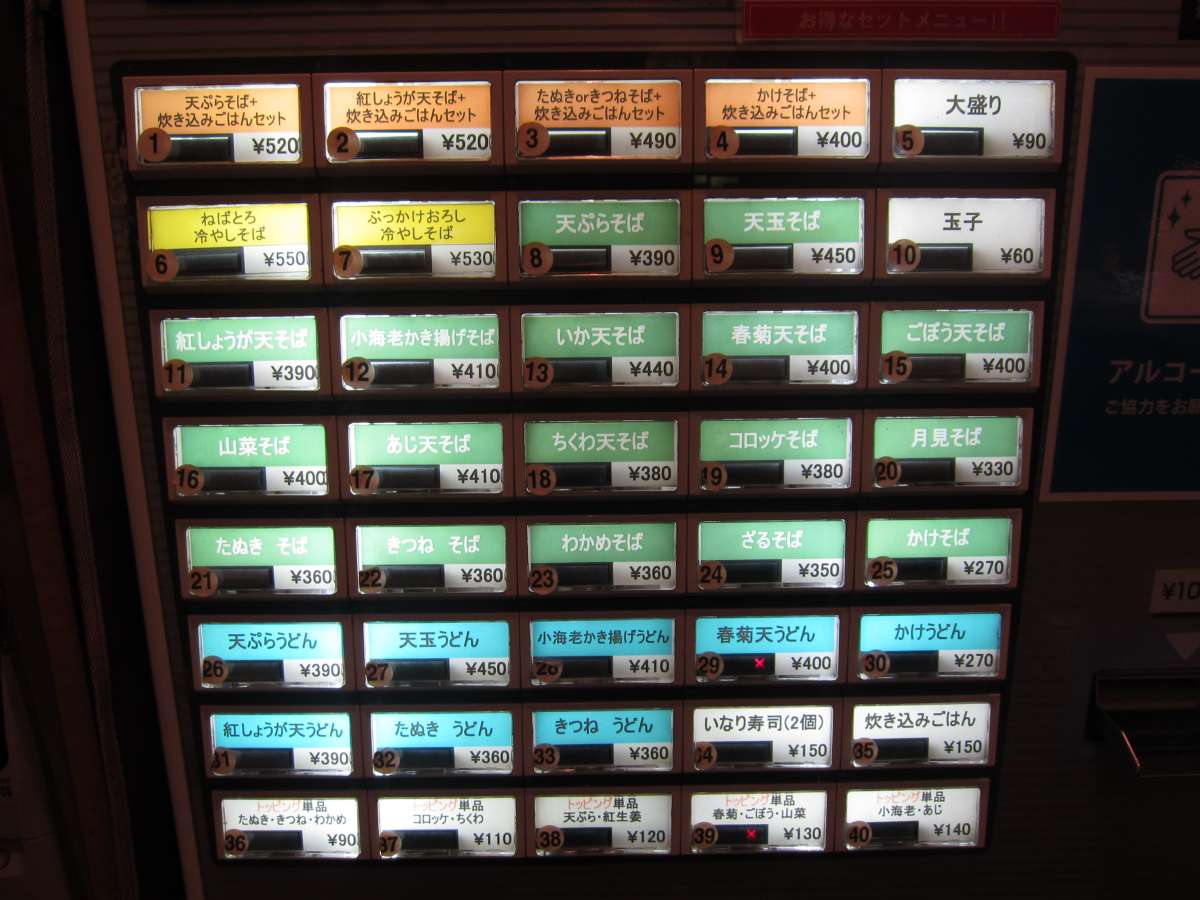 お得なセットメニュー!!
天ぷらそば+
炊き込みごはんセット
1 ¥520
紅しょうが天そば+
炊き込みごはんセット
2 ¥520
たぬきorきつねそば+
炊き込みごはんセット
3 ¥490
かけそば+
炊き込みごはんセット
4 ¥400
大盛り
5 ¥90
ねばとろ
冷やしそば
6 ¥550
ぶっかけおろし
冷やしそば
7 ¥530
天ぷらそば
8 ¥390
天玉そば
9 ¥450
玉子
10 ¥60
紅しょうが天そば
11 ¥390
小海老かき揚げそば
12 ¥410
いか天そば
13 ¥440
春菊天そば
14 ¥400
ごぼう天そば
15 ¥400
山菜そば
16 ¥400
あじ天そば
17 ¥410
ちくわ天そば
18 ¥380
コロッケそば
19 ¥380
月見そば
20 ¥330
たぬき そば
21 ¥360
きつね そば
22 ¥360
わかめそば
23 ¥360
ざるそば
24 ¥350
かけそば
25 ¥270
天ぷらうどん
26 ¥390
天玉うどん
27 ¥450
小海老かき揚げうどん
28 ¥410
春菊天うどん
29 ¥400
かけうどん
30 ¥270
紅しょうが天うどん
31 ¥390
たぬき うどん
32 ¥360
きつね うどん
33 ¥360
いなり寿司(2個)
34 ¥150
炊き込みごはん
35 ¥150
トッピング単品
たぬき・きつね・わかめ
36 ¥90
トッピング単品
コロッケ・ちくわ
37 ¥110
トッピング単品
天ぷら・紅生姜
38 ¥120
トッピング単品
春菊・ごぼう・山菜
39 ¥130
トッピング単品
小海老・あじ
40 ¥140
アルコー
ご協力をお
¥10